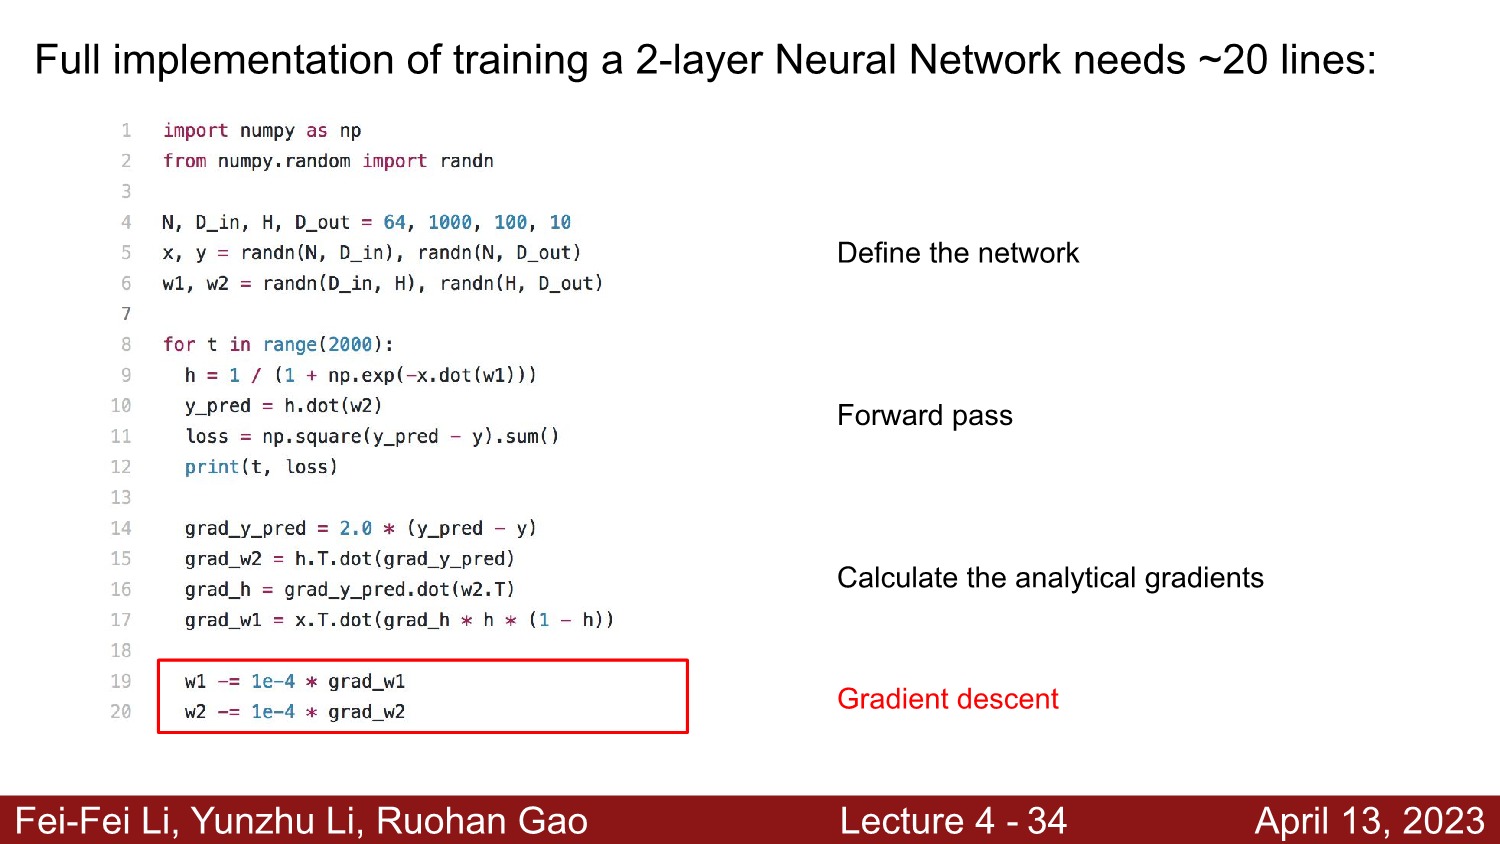 Full implementation of training a 2-layer Neural Network needs ~20 lines:
1 import numpy as np
2 from numpy.random import randn
3
4 N, D_in, H, D_out = 64, 1000, 100, 10
5 x, y = randn(N, D_in), randn(N, D_out)
6 w1, w2 = randn(D_in, H), randn(H, D_out)
Define the network
7
8 for t in range(2000):
9 h = 1 / (1 + np.exp(-x.dot(w1)))
10 y_pred = h.dot(w2)
11 loss = np.square(y_pred - y).sum()
12 print(t, loss)
Forward pass
13
14 grad_y_pred = 2.0 * (y_pred - y)
15 grad_w2 = h.T.dot(grad_y_pred)
16 grad_h = grad_y_pred.dot(w2.T)
17 grad_w1 = x.T.dot(grad_h * h * (1 - h))
Calculate the analytical gradients
18
19 w1 -= 1e-4 * grad_w1
20 w2 -= 1e-4 * grad_w2
Gradient descent
Fei-Fei Li, Yunzhu Li, Ruohan Gao
Lecture 4 - 34
April 13, 2023